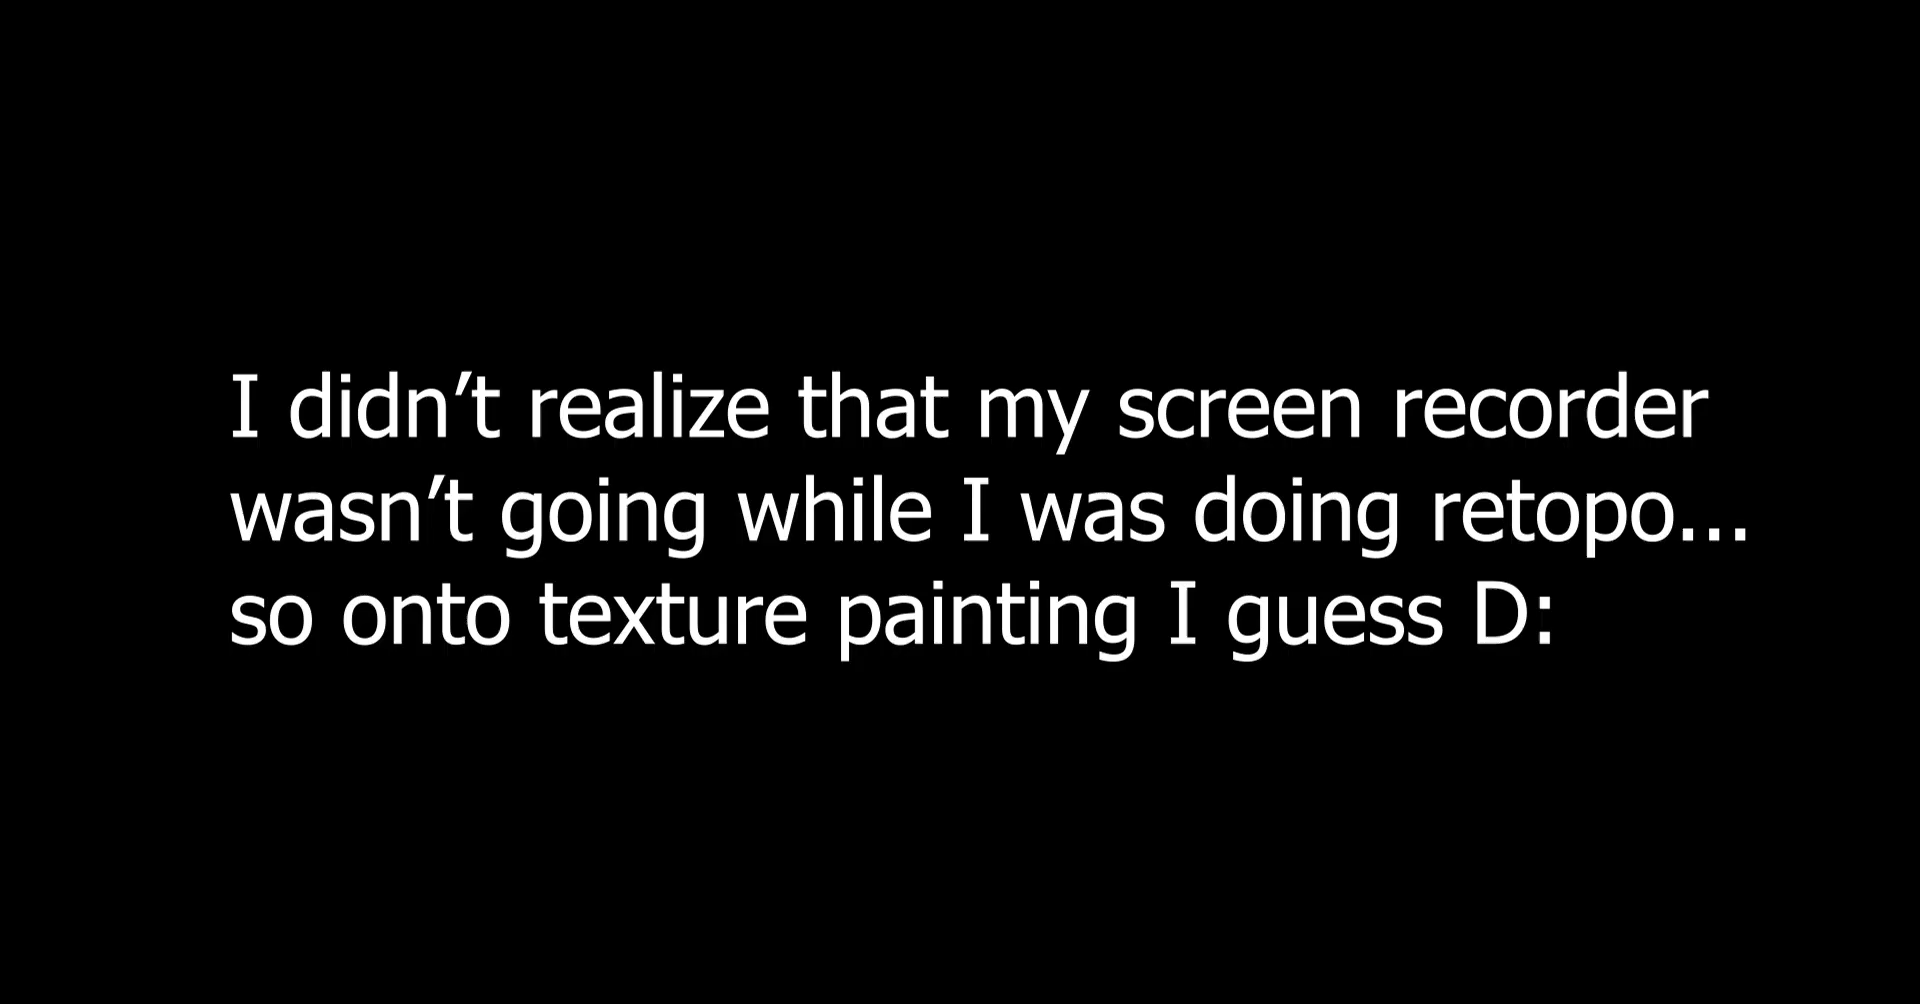 I didn’t realize that my screen recorder
wasn’t going while I was doing retopo...
so onto texture painting I guess D: